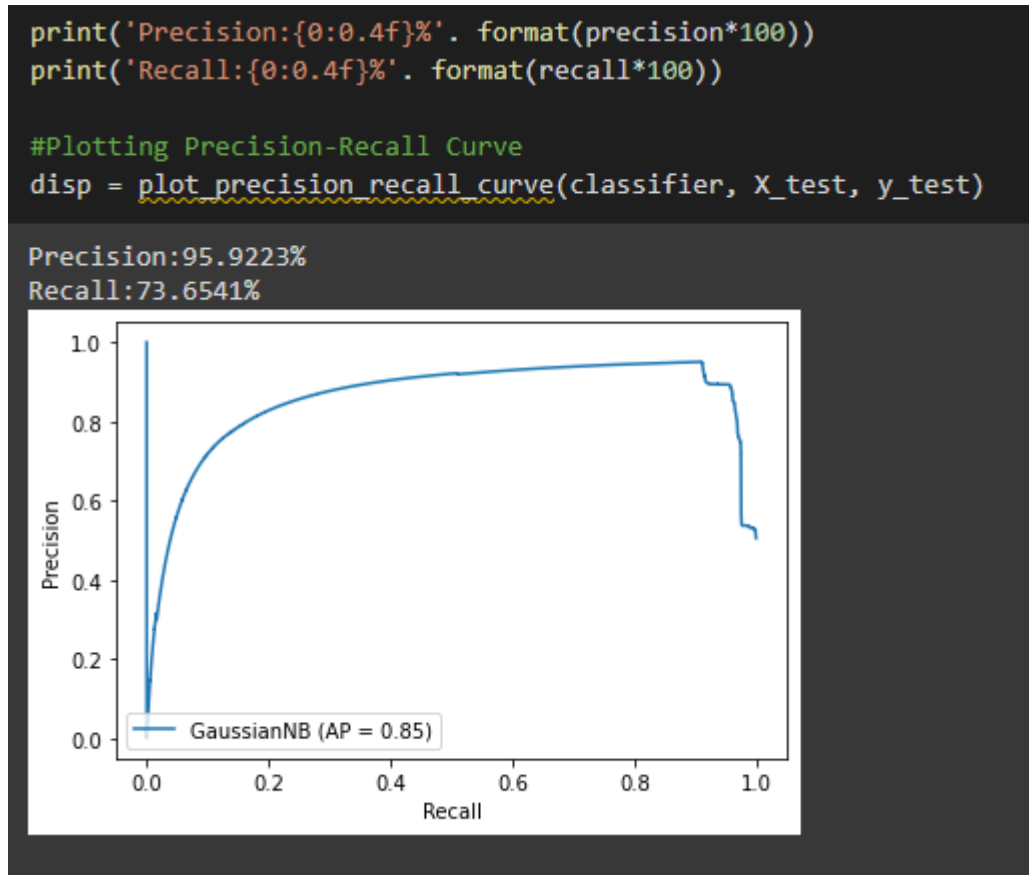 print('Precision:{0:0.4f}%'. format(precision*100))
print('Recall:{0:0.4f}%'. format(recall*100))
#Plotting Precision-Recall Curve
disp = plot_precision_recall_curve(classifier, X_test, y_test)
Precision:95.9223%
Recall:73.6541%
1.0
0.8
0.6
0.4
0.2
0.0
Precision
GaussianNB (AP = 0.85)
0.0 0.2 0.4 0.6 0.8 1.0
Recall